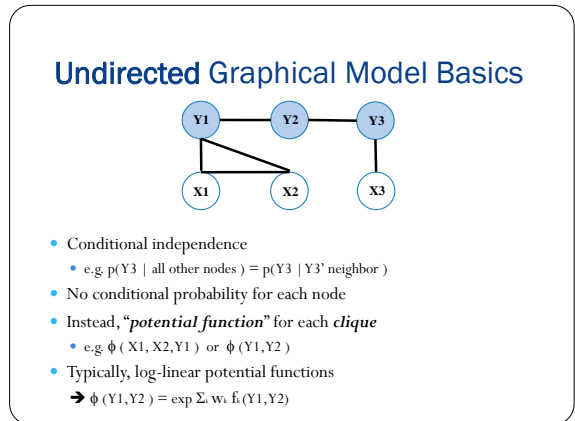 Undirected Graphical Model Basics
Y1 Y2 Y3
X1 X2 X3
Conditional independence
e.g. p(Y3 | all other nodes ) = p(Y3 |Y3’ neighbor )
No conditional probability for each node
Instead, “potential function” for each clique
e.g. ϕ ( X1, X2,Y1 ) or ϕ (Y1,Y2 )
Typically, log-linear potential functions
➔ ϕ (Y1,Y2 ) = exp Σₖ wₖ fₖ(Y1,Y2)